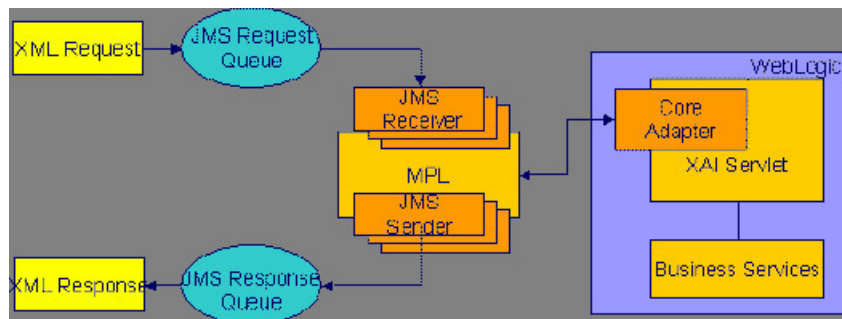 XML Request
JMS Request
Queue
WebLogic
JMS
Receiver
Core
Adapter
XAI Servlet
MPL
JMS
Sender
XML Response
JMS Response
Queue
Business Services